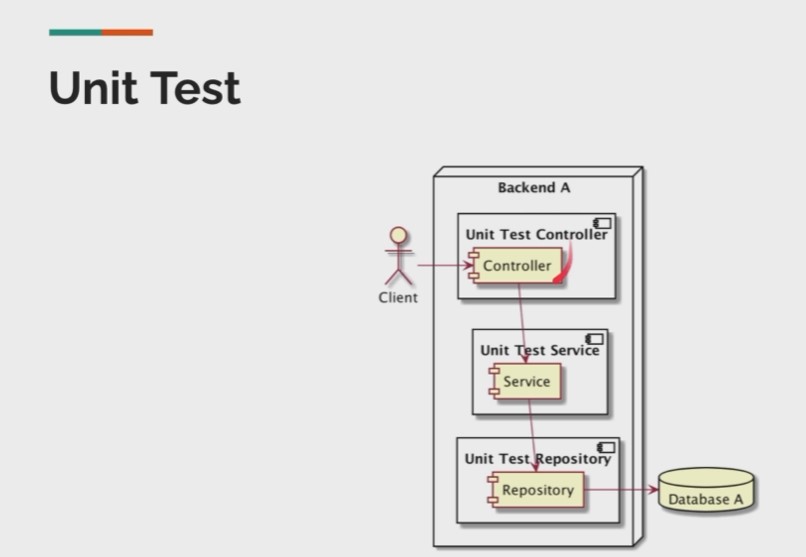 Unit Test
Backend A
Unit Test Controller
Controller
Client
Unit Test Service
Service
Unit Test Repository
Repository
Database A